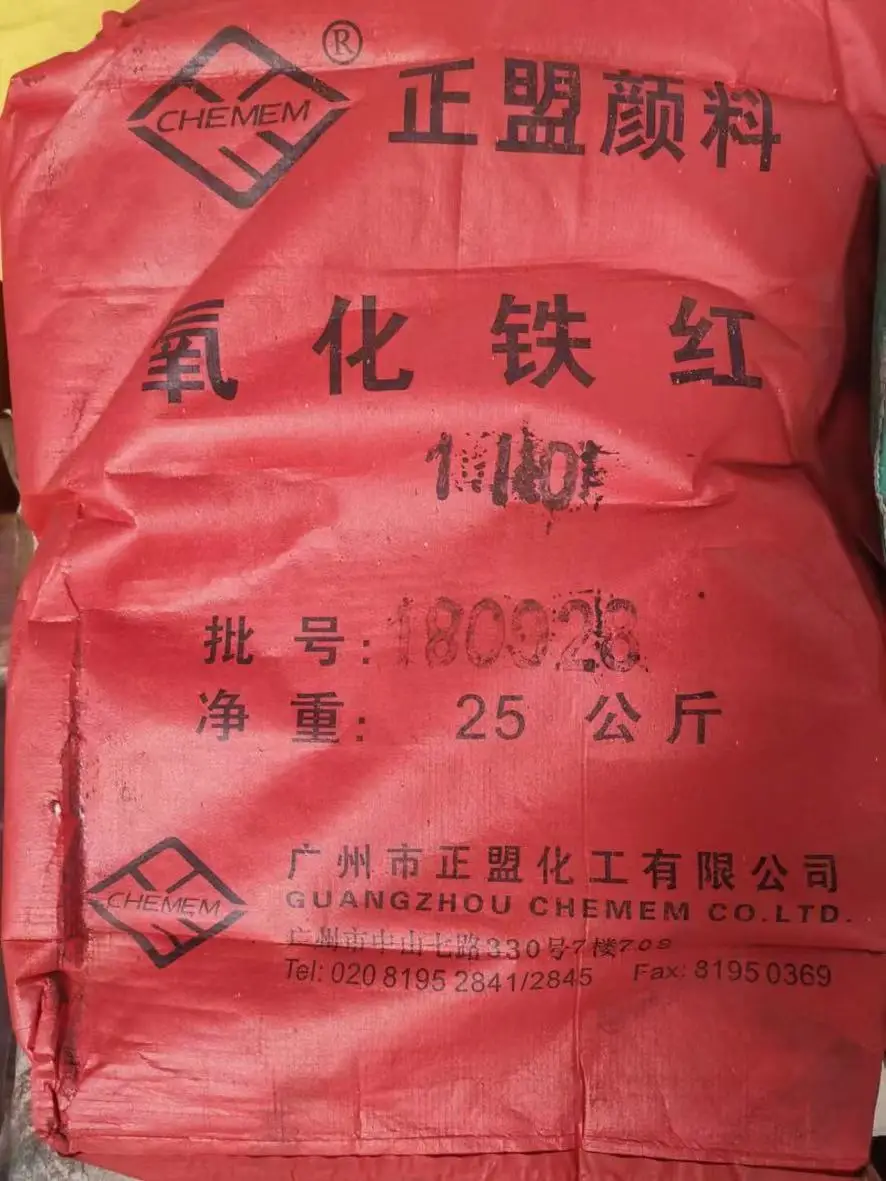 CHEMEM ® 正盟颜料
氧化铁红
批号: 180928
净重: 25 公斤
CHEMEM
广州市正盟化工有限公司
GUANGZHOU CHEMEM CO.LTD.
广州市中山七路330号7楼709
Tel: 020 8195 2841/2845 Fax: 8195 0369